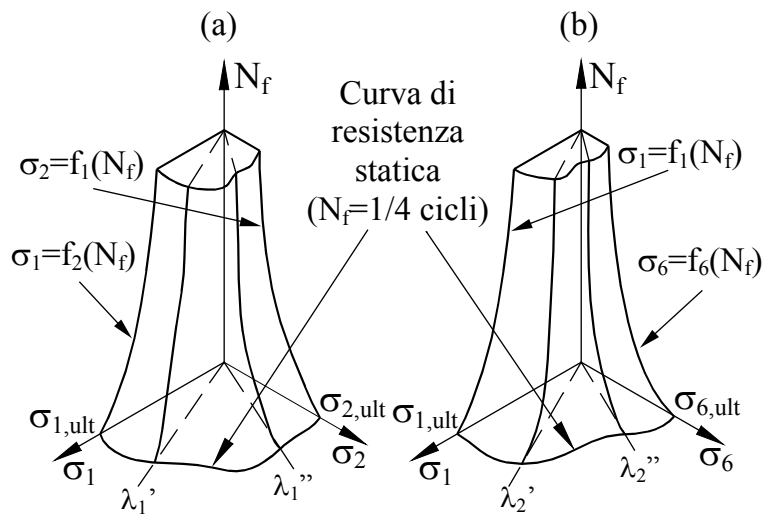 (a)
(b)
N_f
N_f
Curva di
resistenza
statica
(N_f=1/4 cicli)
σ₂=f₁(N_f)
σ₁=f₂(N_f)
σ₁=f₁(N_f)
σ₆=f₆(N_f)
σ₁,ult
σ₂,ult
σ₁
σ₂
λ₁'
λ₁''
σ₁,ult
σ₆,ult
σ₁
σ₆
λ₂'
λ₂''